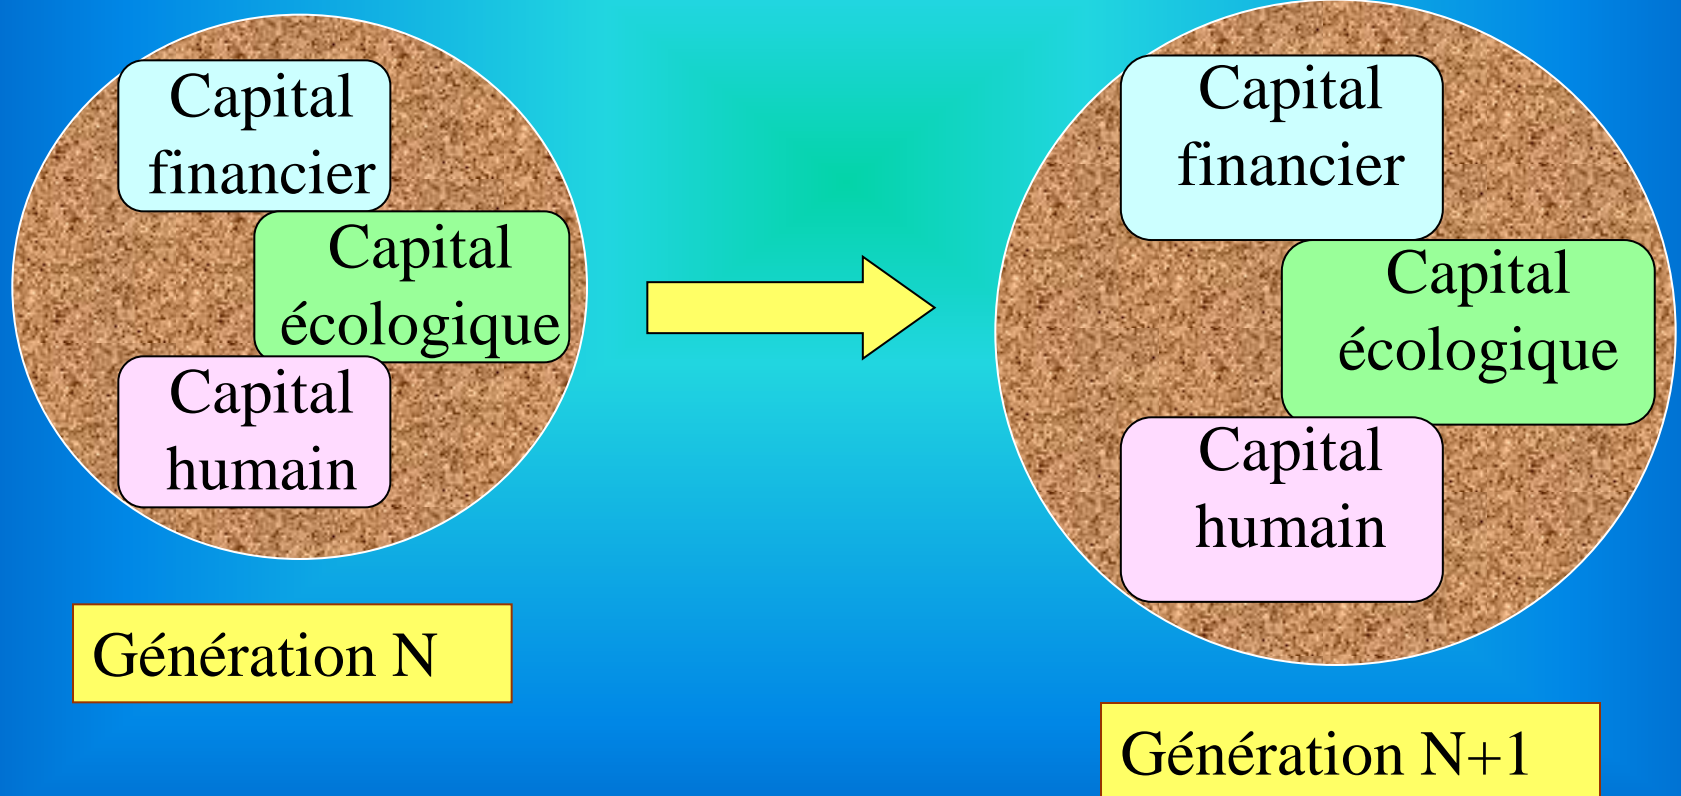 Capital
financier
Capital
écologique
Capital
humain
Génération N
Capital
financier
Capital
écologique
Capital
humain
Génération N+1